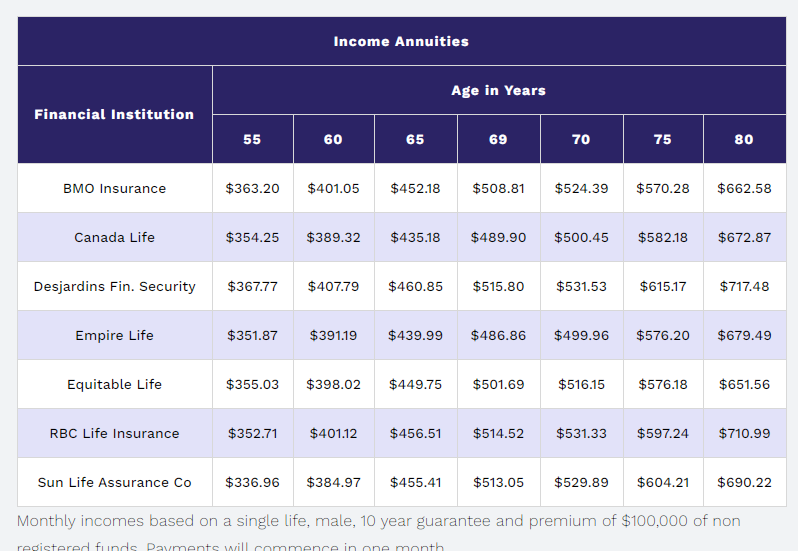 Income Annuities
Financial Institution
Age in Years
55 60 65 69 70 75 80
BMO Insurance $363.20 $401.05 $452.18 $508.81 $524.39 $570.28 $662.58
Canada Life $354.25 $389.32 $435.18 $489.90 $500.45 $582.18 $672.87
Desjardins Fin. Security $367.77 $407.79 $460.85 $515.80 $531.53 $615.17 $717.48
Empire Life $351.87 $391.19 $439.99 $486.86 $499.96 $576.20 $679.49
Equitable Life $355.03 $398.02 $449.75 $501.69 $516.15 $576.18 $651.56
RBC Life Insurance $352.71 $401.12 $456.51 $514.52 $531.33 $597.24 $710.99
Sun Life Assurance Co $336.96 $384.97 $455.41 $513.05 $529.89 $604.21 $690.22
Monthly incomes based on a single life, male, 10 year guarantee and premium of $100,000 of non
registered funds. Payments will commence in one month